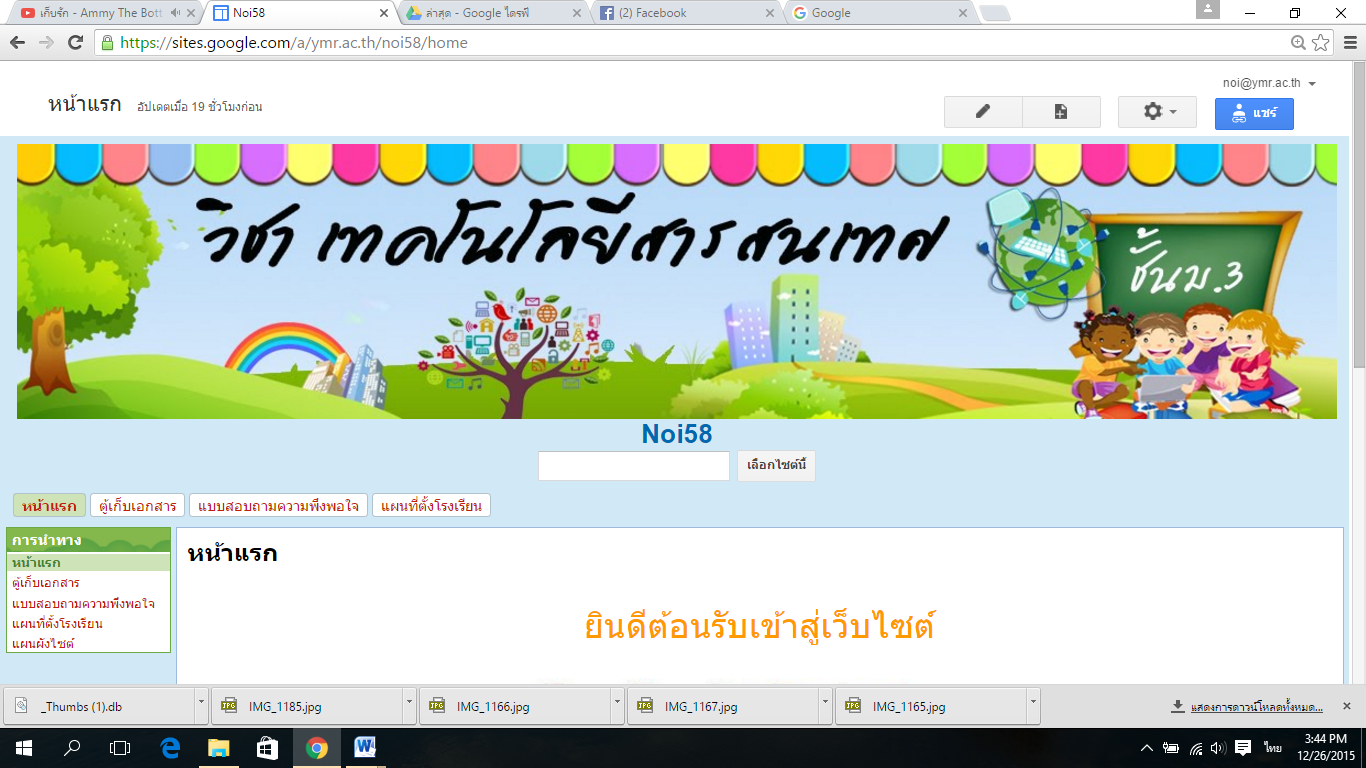 เก็บรัก - Ammy The Bott
Noi58
ล่าสุด - Google ไดรฟ์
(2) Facebook
Google
https://sites.google.com/a/ymr.ac.th/noi58/home
noi@ymr.ac.th
หน้าแรก อัปเดตเมื่อ 19 ชั่วโมงก่อน
แชร์
วิชา เทคโนโลยีสารสนเทศ
ชั้นม.3
Noi58
เลือกไซต์นี้
หน้าแรก
ตู้เก็บเอกสาร
แบบสอบถามความพึงพอใจ
แผนที่ตั้งโรงเรียน
การนำทาง
หน้าแรก
ตู้เก็บเอกสาร
แบบสอบถามความพึงพอใจ
แผนที่ตั้งโรงเรียน
แผนผังไซต์
หน้าแรก
ยินดีต้อนรับเข้าสู่เว็บไซต์
_Thumbs (1).db
IMG_1185.jpg
IMG_1166.jpg
IMG_1167.jpg
IMG_1165.jpg
แสดงการดาวน์โหลดทั้งหมด...
ไทย
3:44 PM
12/26/2015